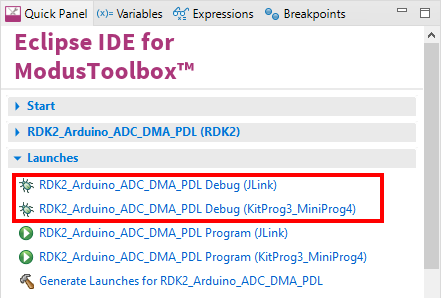 Quick Panel (x)= Variables Expressions Breakpoints
Eclipse IDE for
ModusToolbox™
Start
RDK2_Arduino_ADC_DMA_PDL (RDK2)
Launches
RDK2_Arduino_ADC_DMA_PDL Debug (JLink)
RDK2_Arduino_ADC_DMA_PDL Debug (KitProg3_MiniProg4)
RDK2_Arduino_ADC_DMA_PDL Program (JLink)
RDK2_Arduino_ADC_DMA_PDL Program (KitProg3_MiniProg4)
Generate Launches for RDK2_Arduino_ADC_DMA_PDL